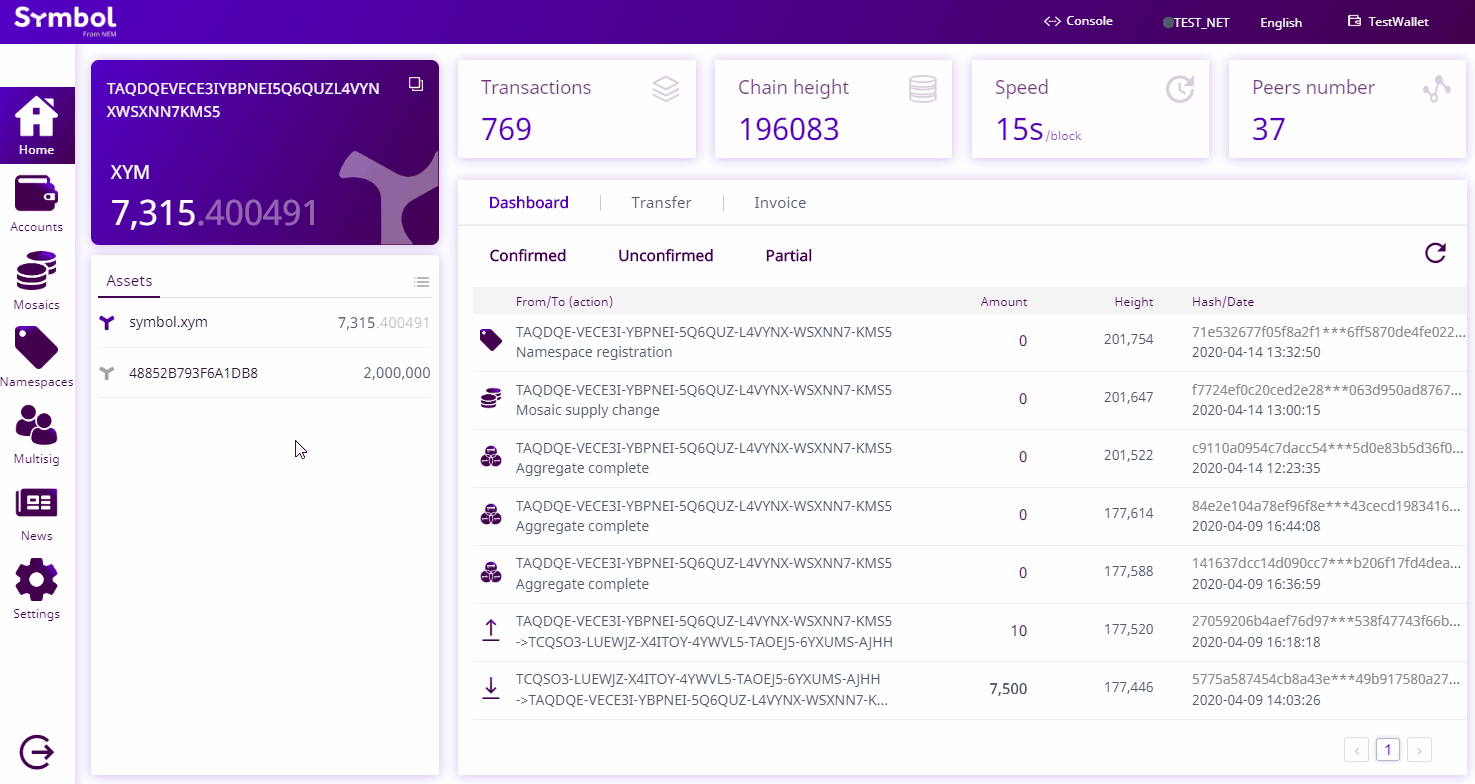 Symbol
From NEM
Console
TEST_NET
English
TestWallet
Home
Accounts
Mosaics
Namespaces
Multisig
News
Settings
TAQDQEVECE3IYBPNEI5Q6QUZL4VYN
XWSXNN7KMS5
XYM
7,315.400491
Assets
symbol.xym 7,315.400491
48852B793F6A1DB8 2,000,000
Transactions
769
Chain height
196083
Speed
15s/block
Peers number
37
Dashboard Transfer Invoice
Confirmed Unconfirmed Partial
From/To (action) Amount Height Hash/Date
TAQDQE-VECE3I-YBPNEI-5Q6QUZ-L4VYNX-WSXNN7-KMS5 0 201,754 71e532677f05f8a2f1***6ff5870de4fe022...
Namespace registration 2020-04-14 13:32:50
TAQDQE-VECE3I-YBPNEI-5Q6QUZ-L4VYNX-WSXNN7-KMS5 0 201,647 f7724ef0c20ced2e28***063d950ad8767...
Mosaic supply change 2020-04-14 13:00:15
TAQDQE-VECE3I-YBPNEI-5Q6QUZ-L4VYNX-WSXNN7-KMS5 0 201,522 c9110a0954c7dacc54***5d0e83b5d36f0...
Aggregate complete 2020-04-14 12:23:35
TAQDQE-VECE3I-YBPNEI-5Q6QUZ-L4VYNX-WSXNN7-KMS5 0 177,614 84e2e104a78ef96f8e***43cecd1983416...
Aggregate complete 2020-04-09 16:44:08
TAQDQE-VECE3I-YBPNEI-5Q6QUZ-L4VYNX-WSXNN7-KMS5 0 177,588 141637dcc14d090cc7***b206f17fd4dea...
Aggregate complete 2020-04-09 16:36:59
TAQDQE-VECE3I-YBPNEI-5Q6QUZ-L4VYNX-WSXNN7-KMS5 10 177,520 27059206b4aef76d97***538f47743f66b...
->TCQSO3-LUEWJZ-X4ITOY-4YWVL5-TAOEJ5-6YXUMS-AJHH 2020-04-09 16:18:18
TCQSO3-LUEWJZ-X4ITOY-4YWVL5-TAOEJ5-6YXUMS-AJHH 7,500 177,446 5775a587454cb8a43e***49b917580a27...
->TAQDQE-VECE3I-YBPNEI-5Q6QUZ-L4VYNX-WSXNN7-K... 2020-04-09 14:03:26
1